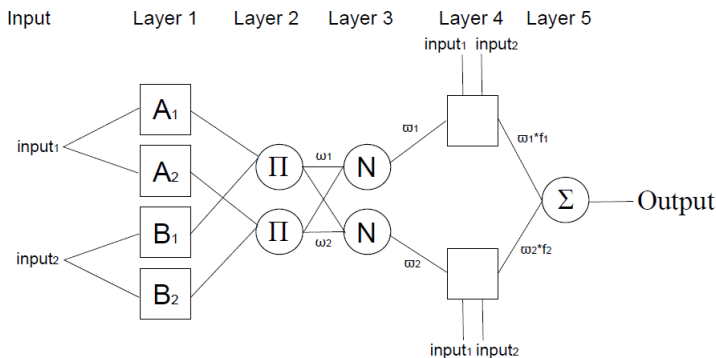 Input Layer 1 Layer 2 Layer 3 Layer 4 Layer 5
input₁ input₂
A₁
ϖ₁ ϖ₁*f₁
input₁ ω₁
A₂ Π N
Σ Output
B₁ Π N
ω₂
input₂ ϖ₂ ϖ₂*f₂
B₂
input₁ input₂